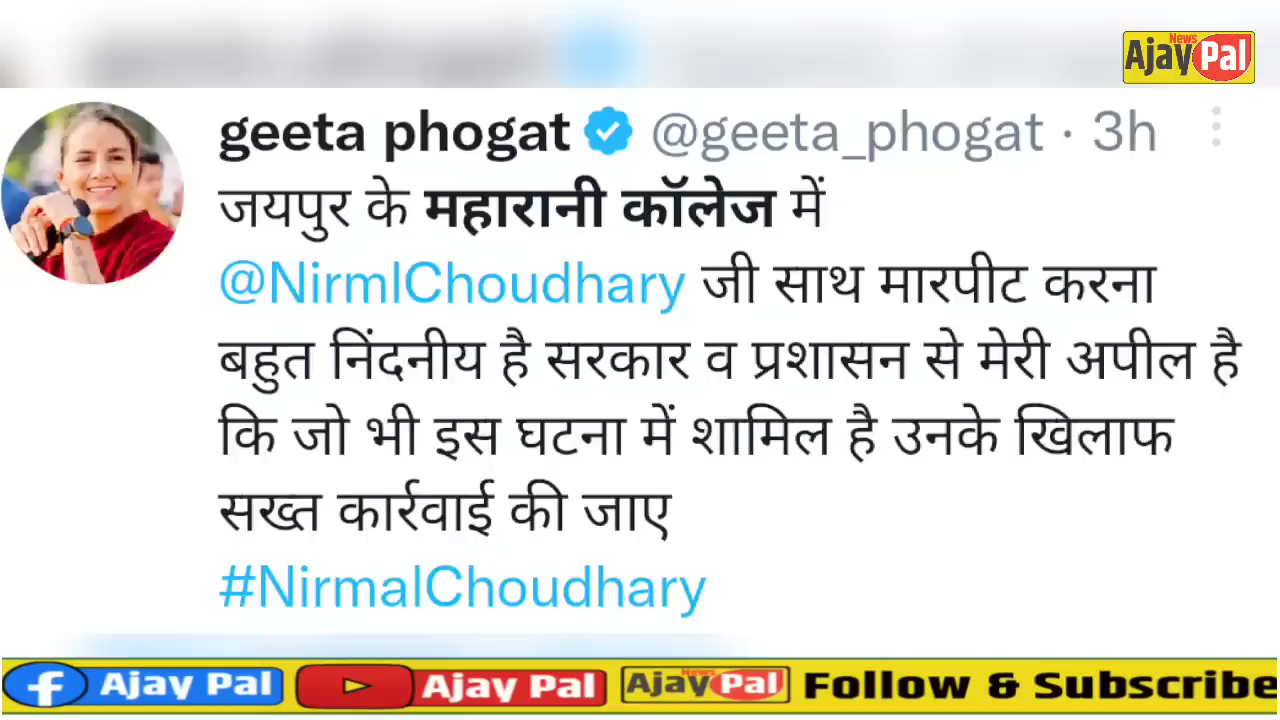 News
AjayPal
geeta phogat @geeta_phogat · 3h
जयपुर के महारानी कॉलेज में
@NirmlChoudhary जी साथ मारपीट करना
बहुत निंदनीय है सरकार व प्रशासन से मेरी अपील है
कि जो भी इस घटना में शामिल है उनके खिलाफ
सख्त कार्रवाई की जाए
#NirmalChoudhary
f Ajay Pal Ajay Pal News AjayPal Follow & Subscribe